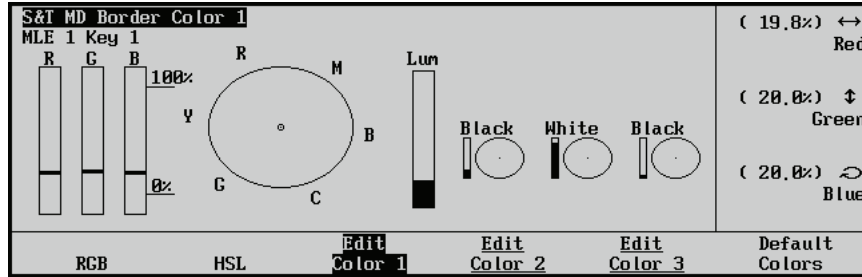 S&T MD Border Color 1
MLE 1 Key 1
R G B
100%
0%
R
M
Y
B
G
C
Lum
Black White Black
( 19.8%) ↔
Red
( 20.0%) ↕
Green
( 20.0%)
Blue
RGB
HSL
Edit
Color 1
Edit
Color 2
Edit
Color 3
Default
Colors